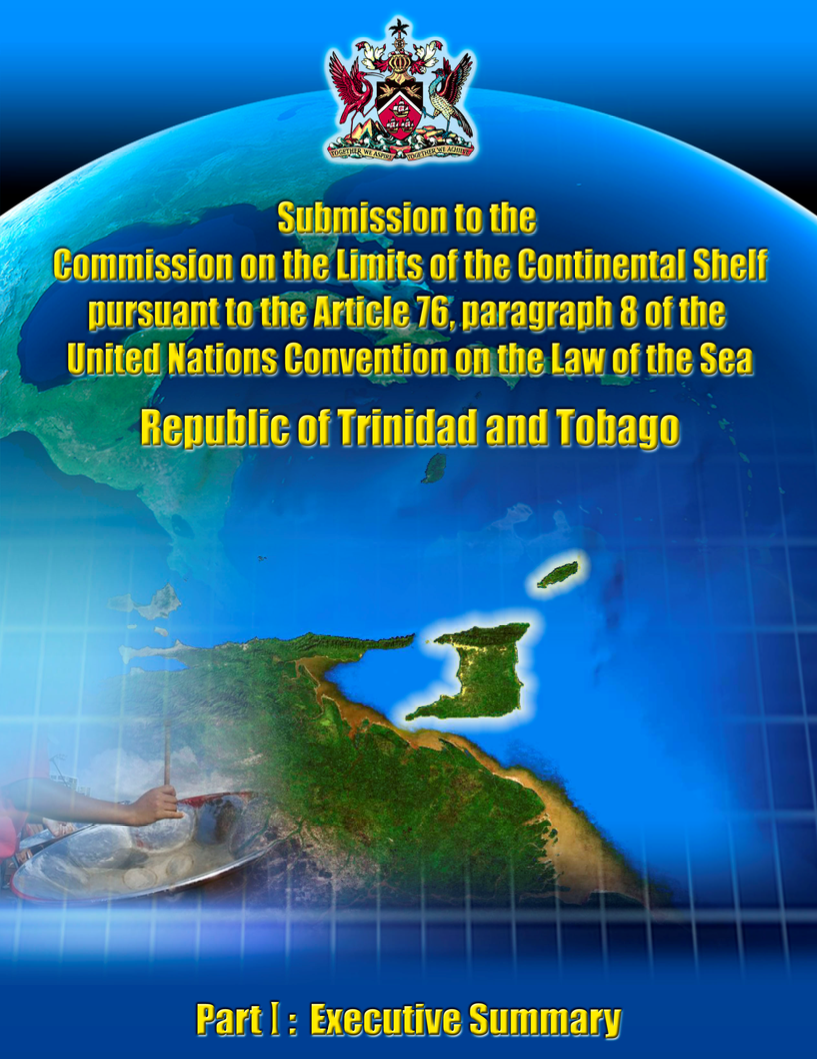 TOGETHER WE ASPIRE TOGETHER WE ACHIEVE
Submission to the
Commission on the Limits of the Continental Shelf
pursuant to the Article 76, paragraph 8 of the
United Nations Convention on the Law of the Sea
Republic of Trinidad and Tobago
Part I : Executive Summary